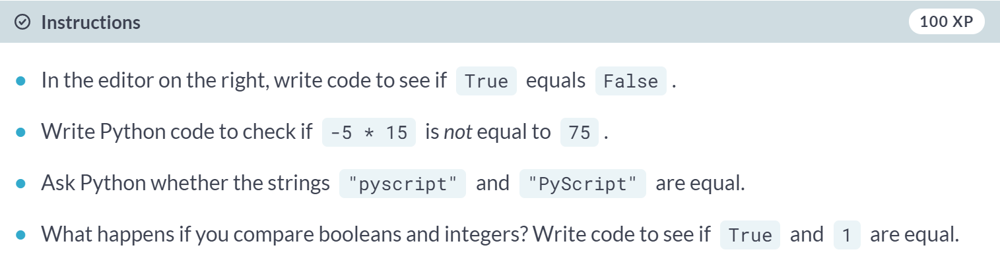 Instructions 100 XP
In the editor on the right, write code to see if True equals False .
Write Python code to check if -5 * 15 is not equal to 75 .
Ask Python whether the strings "pyscript" and "PyScript" are equal.
What happens if you compare booleans and integers? Write code to see if True and 1 are equal.